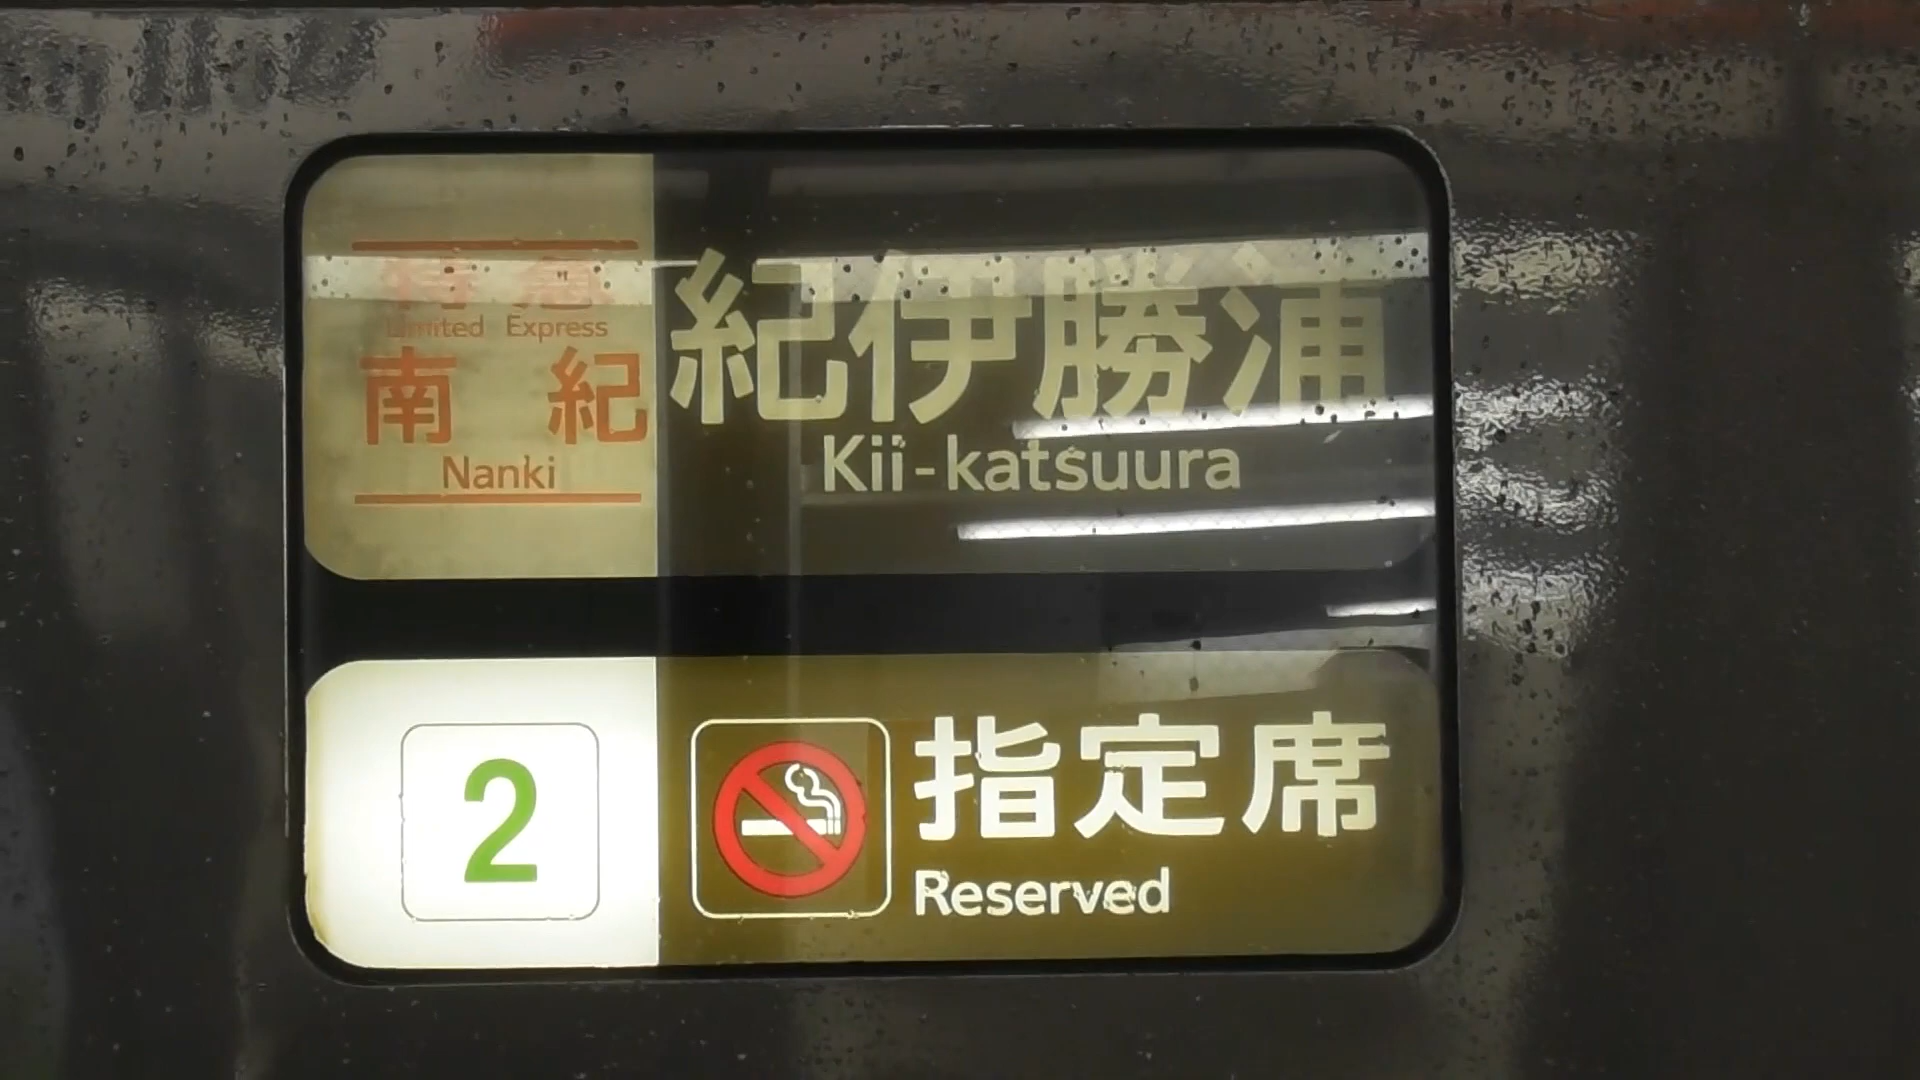 特急
Limited Express
南紀
Nanki
紀伊勝浦
Kii-katsuura
2
指定席
Reserved